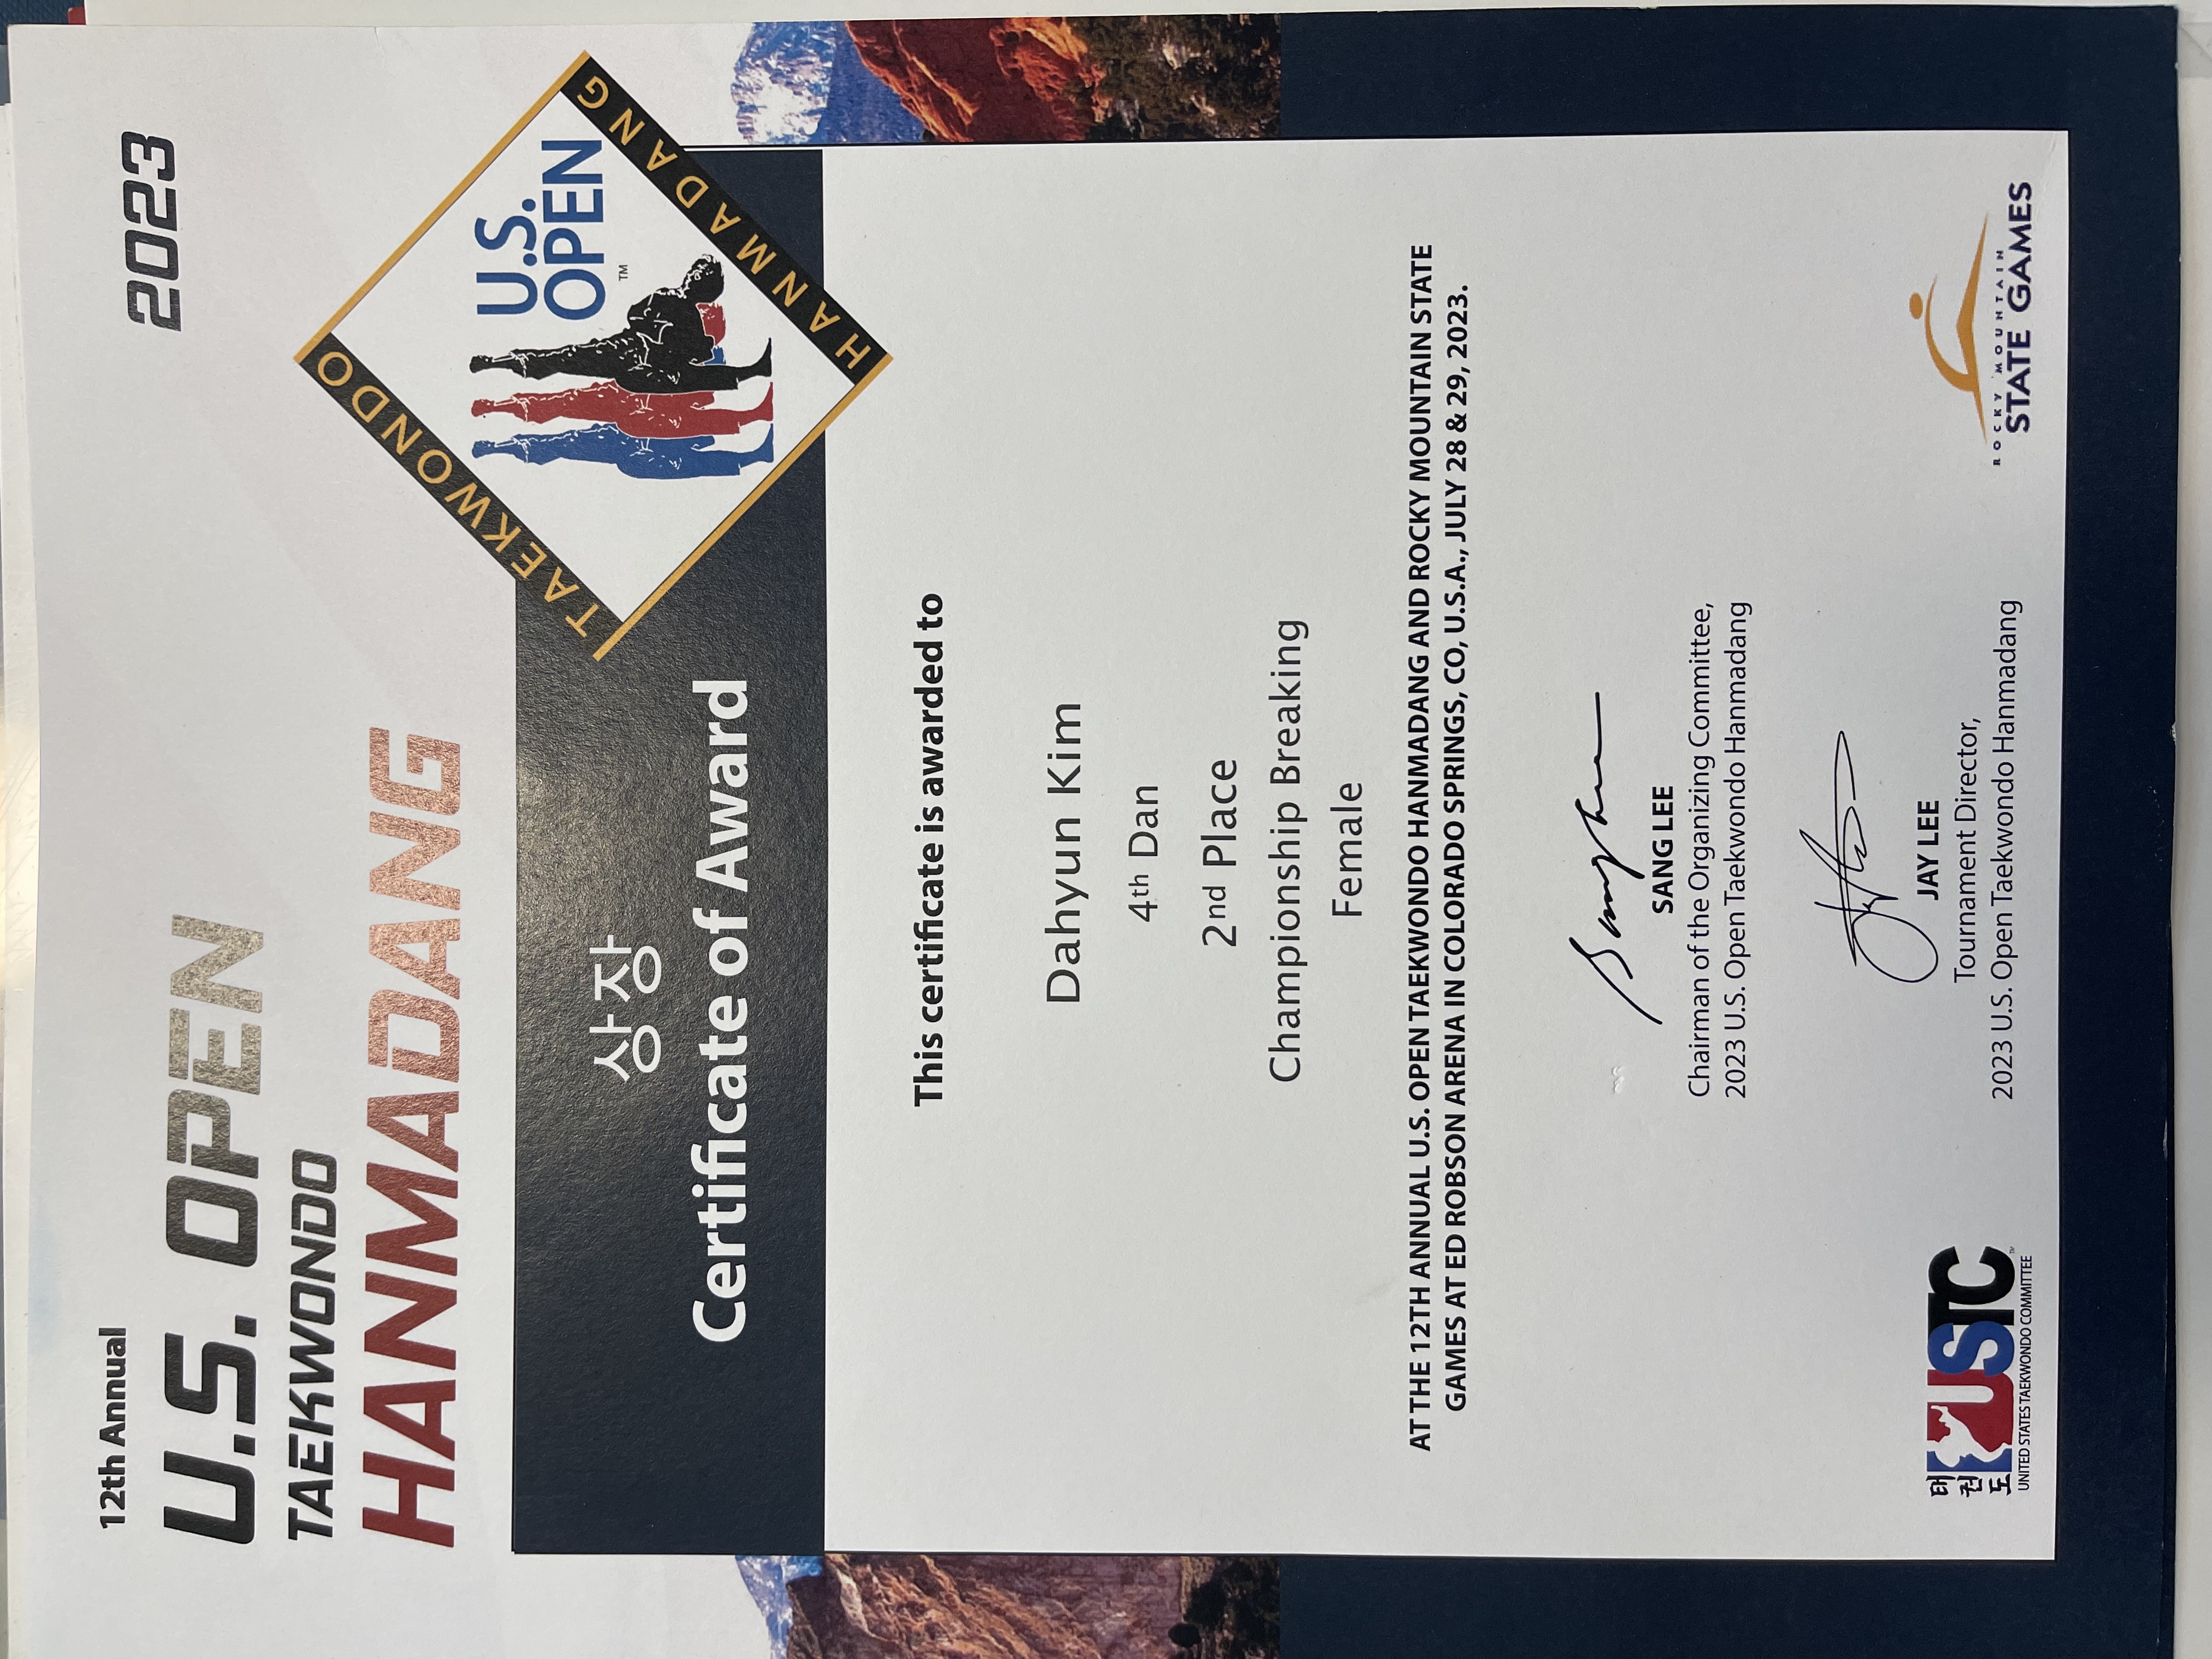 12th Annual
2023
U.S. OPEN
TAEKWONDO
HANMADANG
TAEKWONDO
HANMADANG
U.S.
OPEN
TM
상장
Certificate of Award
This certificate is awarded to
Dahyun Kim
4th Dan
2nd Place
Championship Breaking
Female
AT THE 12TH ANNUAL U.S. OPEN TAEKWONDO HANMADANG AND ROCKY MOUNTAIN STATE
GAMES AT ED ROBSON ARENA IN COLORADO SPRINGS, CO, U.S.A., JULY 28 & 29, 2023.
SANG LEE
Chairman of the Organizing Committee,
2023 U.S. Open Taekwondo Hanmadang
JAY LEE
Tournament Director,
2023 U.S. Open Taekwondo Hanmadang
태
권
도
USTC
TM
UNITED STATES TAEKWONDO COMMITTEE
ROCKY MOUNTAIN
STATE GAMES